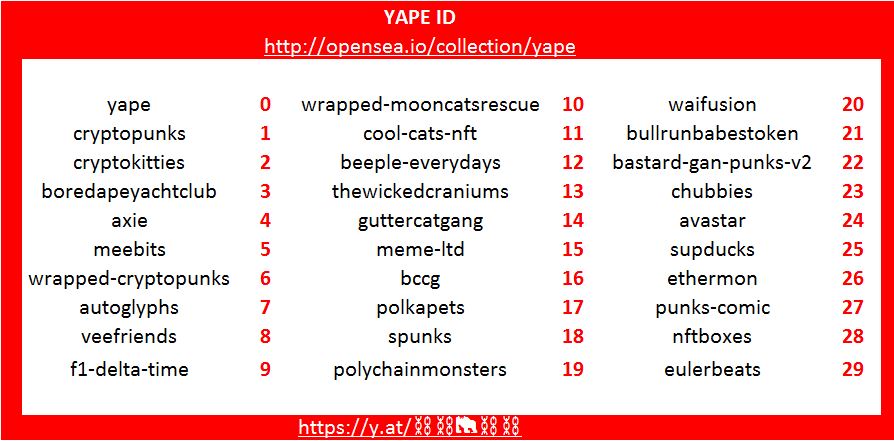 YAPE ID
http://opensea.io/collection/yape
yape 0 wrapped-mooncatsrescue 10 waifusion 20
cryptopunks 1 cool-cats-nft 11 bullrunbabestoken 21
cryptokitties 2 beeple-everydays 12 bastard-gan-punks-v2 22
boredapeyachtclub 3 thewickedcraniums 13 chubbies 23
axie 4 guttercatgang 14 avastar 24
meebits 5 meme-ltd 15 supducks 25
wrapped-cryptopunks 6 bccg 16 ethermon 26
autoglyphs 7 polkapets 17 punks-comic 27
veefriends 8 spunks 18 nftboxes 28
f1-delta-time 9 polychainmonsters 19 eulerbeats 29
https://y.at/